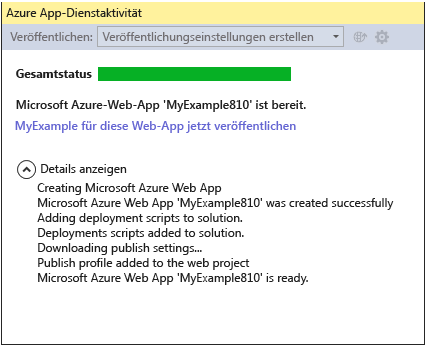 Azure App-Dienstaktivität
Veröffentlichen: Veröffentlichungseinstellungen erstellen
Gesamtstatus
Microsoft Azure-Web-App 'MyExample810' ist bereit.
MyExample für diese Web-App jetzt veröffentlichen
Details anzeigen
Creating Microsoft Azure Web App
Microsoft Azure Web App 'MyExample810' was created successfully
Adding deployment scripts to solution.
Deployments scripts added to solution.
Downloading publish settings...
Publish profile added to the web project
Microsoft Azure Web App 'MyExample810' is ready.